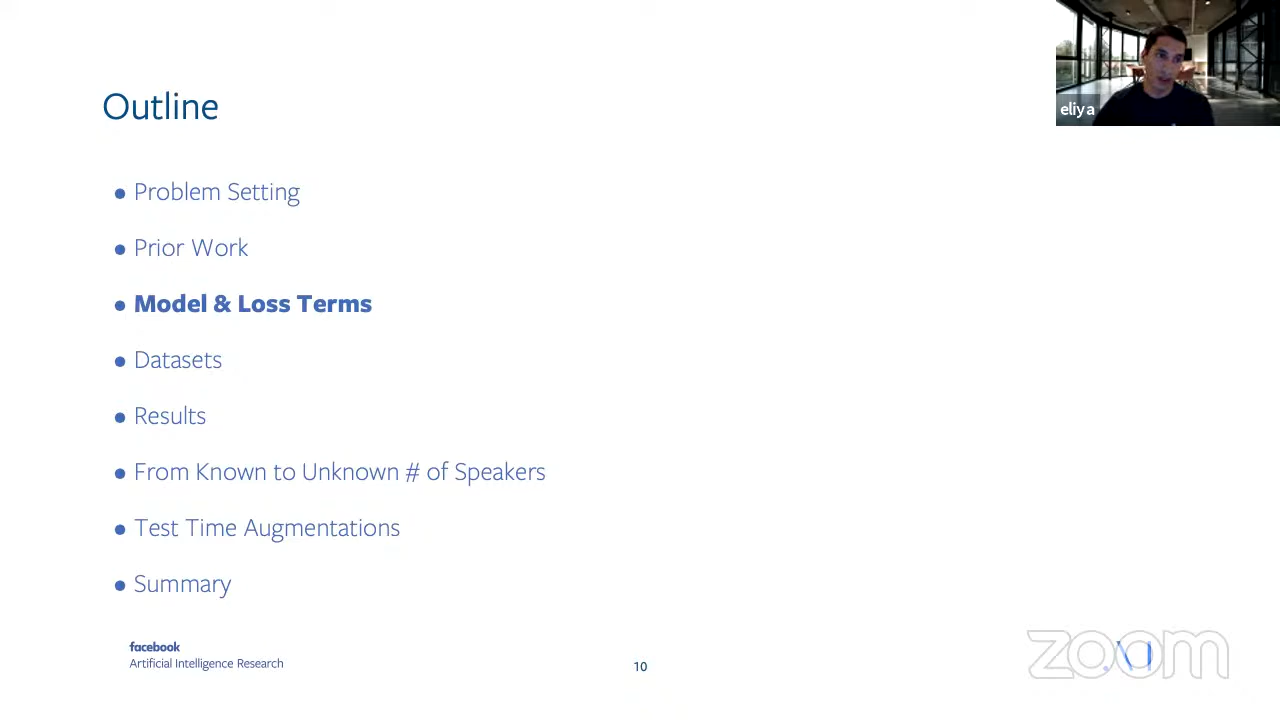 eliya
Outline
● Problem Setting
● Prior Work
● Model & Loss Terms
● Datasets
● Results
● From Known to Unknown # of Speakers
● Test Time Augmentations
● Summary
facebook
Artificial Intelligence Research
10
zoom